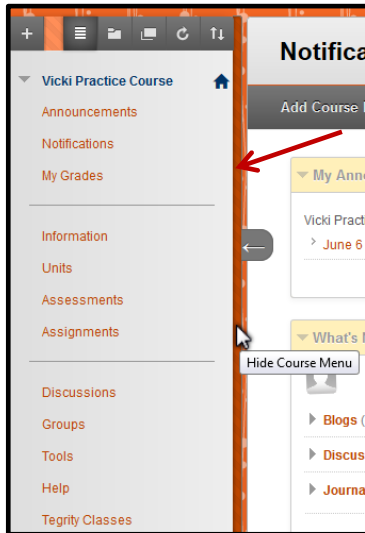 Notifica
Vicki Practice Course
Add Course
Announcements
Notifications
My Grades
My Ann
Information
Vicki Practi
June 6
Units
Assessments
Assignments
What's
Hide Course Menu
Discussions
Blogs (
Groups
Discus
Tools
Help
Journa
Tegrity Classes